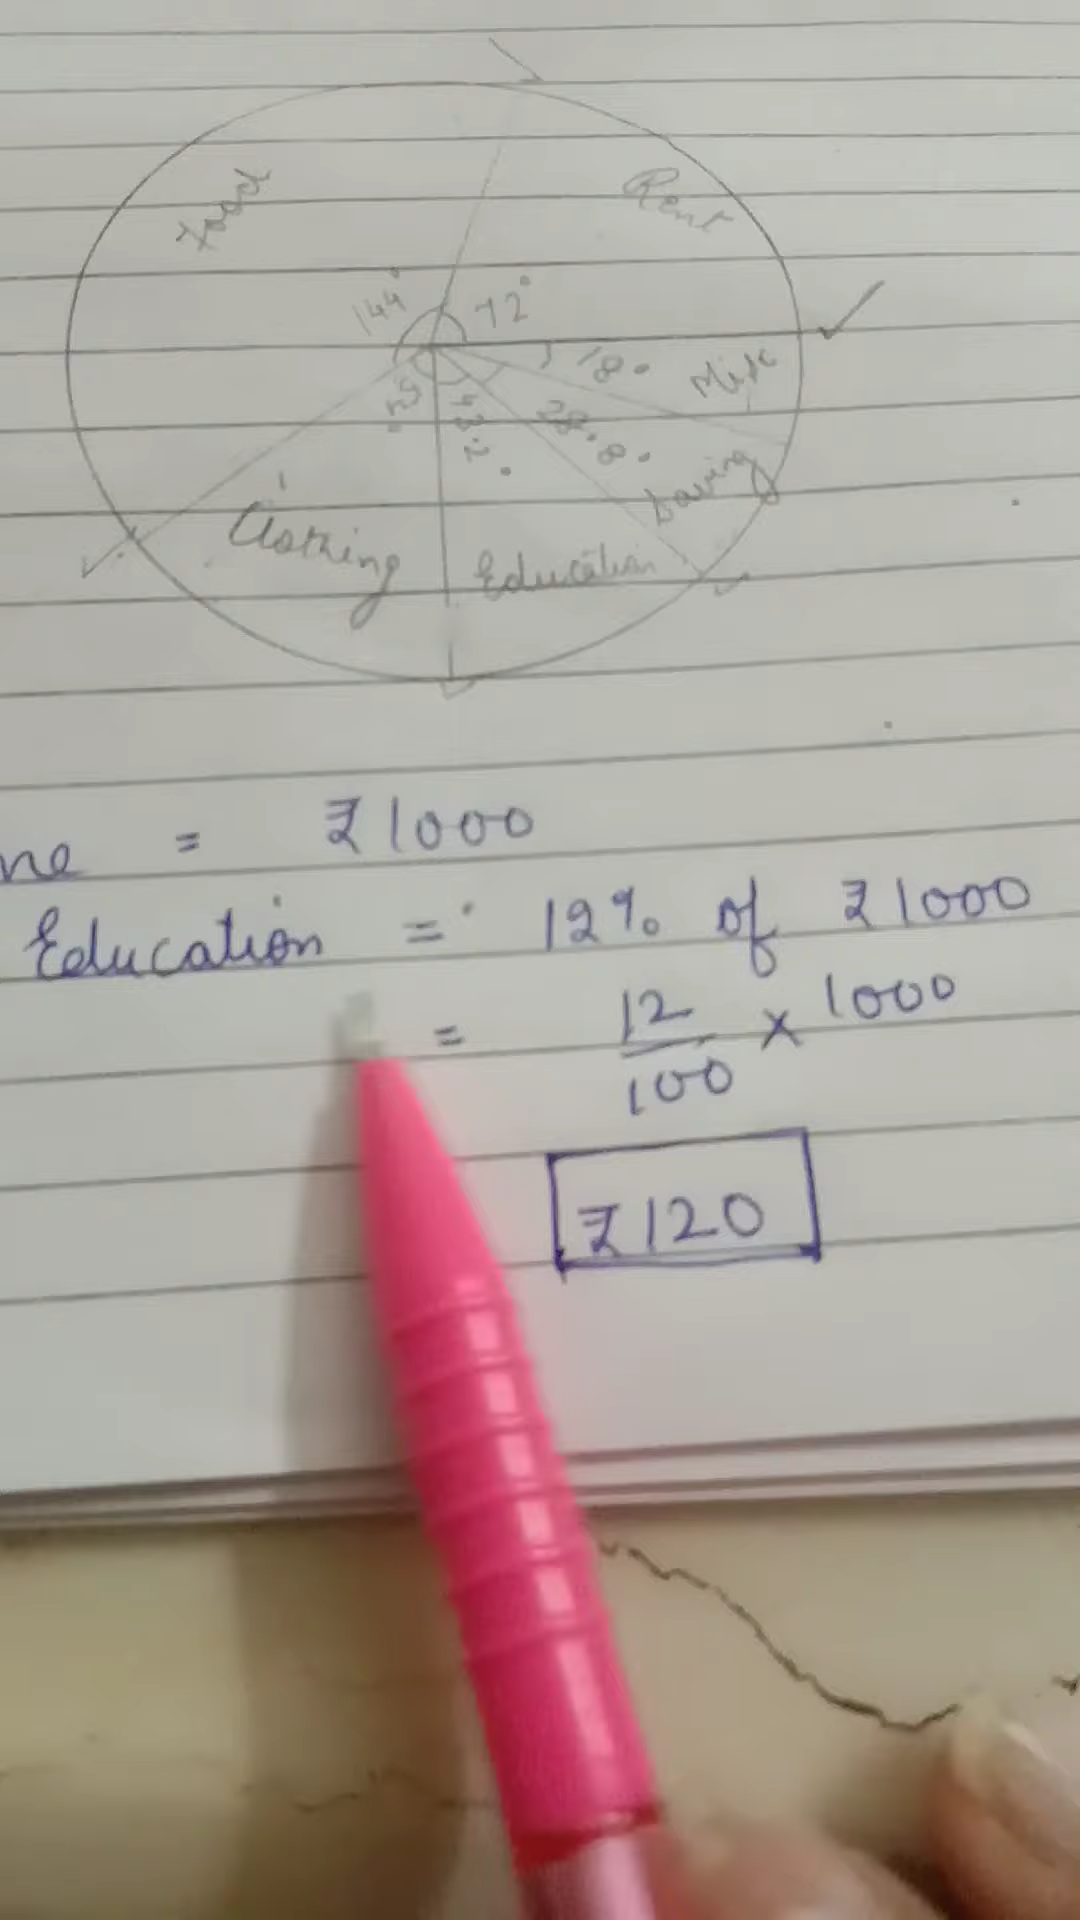 Food
Rent
144°
72°
18°
Misc
43.2°
28.8°
Saving
Clothing
Education
= ₹1000
Education = 12% of ₹1000
= 12/100 × 1000
₹120